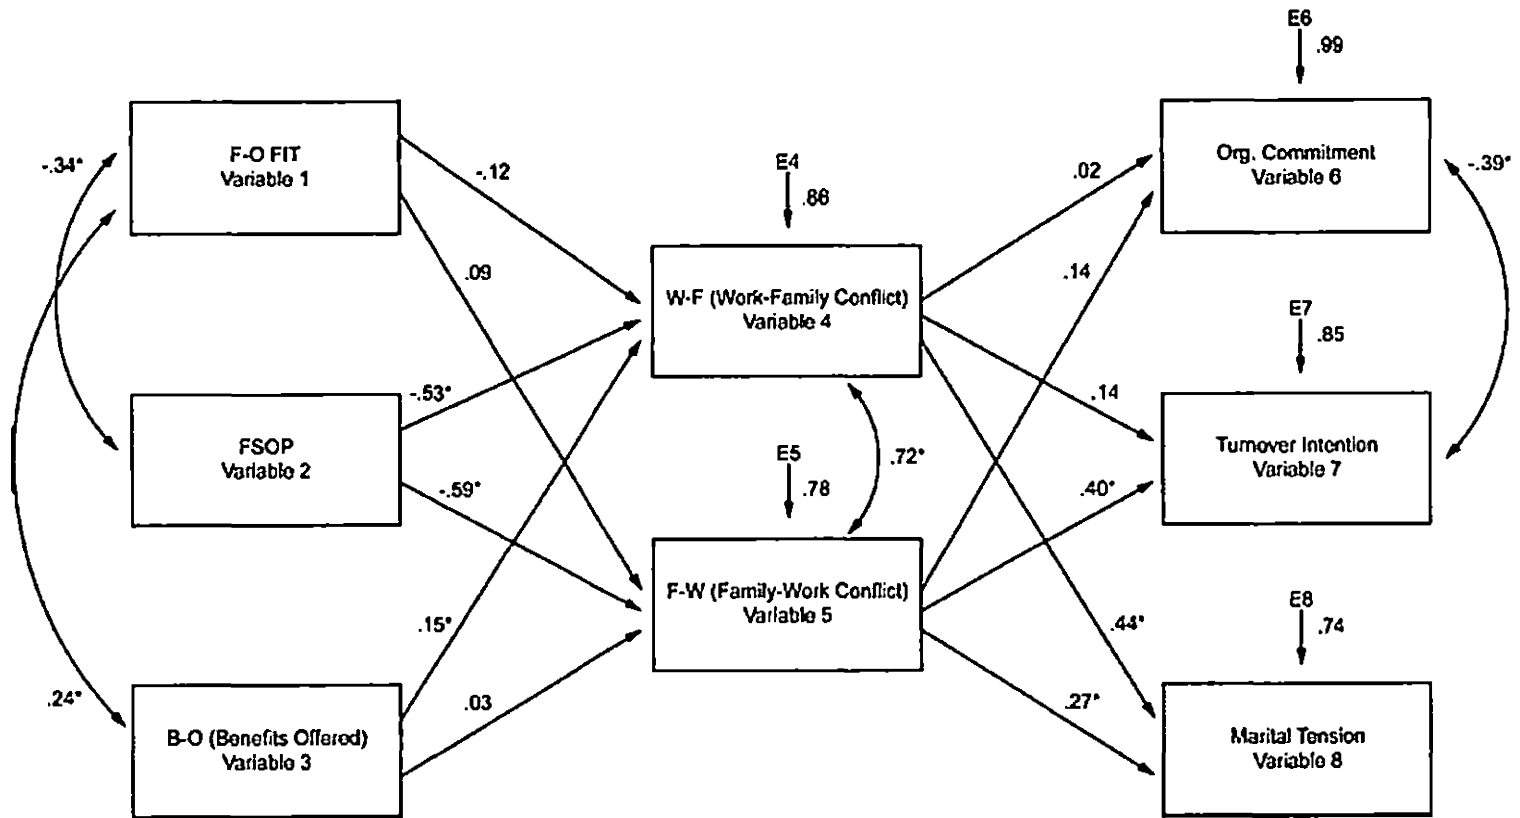 E6
.99
F-O FIT
Variable 1
-.34*
-.12
E4
.86
.02
Org. Commitment
Variable 6
-.39*
.09
.14
W-F (Work-Family Conflict)
Variable 4
E7
.85
FSOP
Variable 2
-.53*
-.59*
E5
.78
.72*
.14
.40*
Turnover Intention
Variable 7
F-W (Family-Work Conflict)
Variable 5
.15*
.03
.44*
.27*
E8
.74
.24*
B-O (Benefits Offered)
Variable 3
Marital Tension
Variable 8